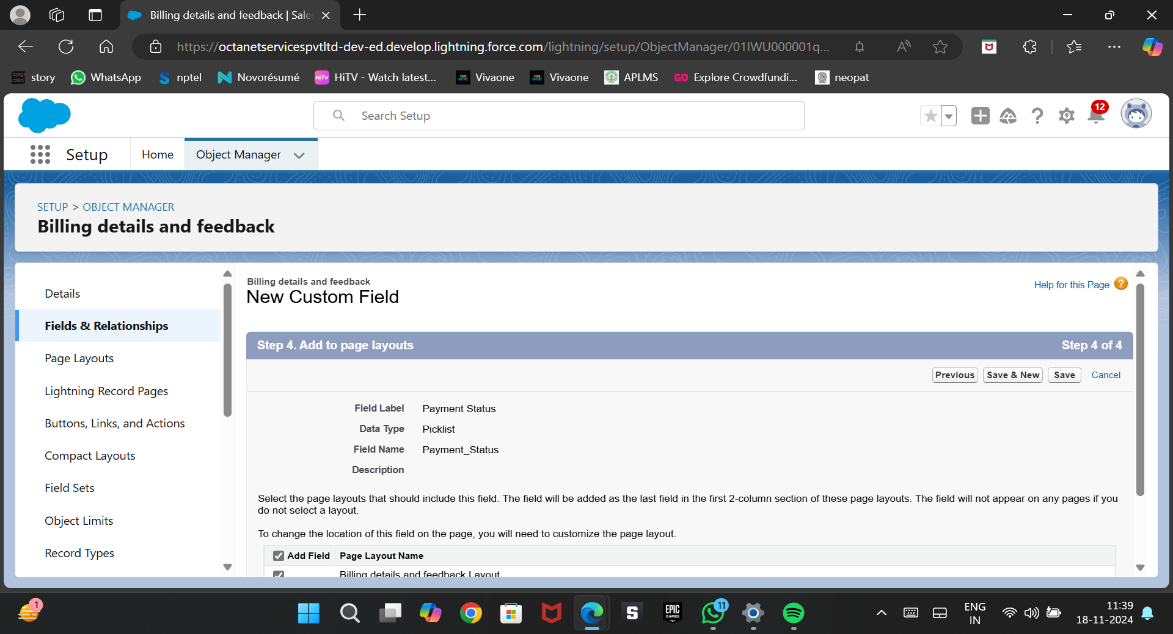 Billing details and feedback | Sale
https://octanetservicespvtltd-dev-ed.develop.lightning.force.com/lightning/setup/ObjectManager/01IWU000001q...
story WhatsApp nptel Novorésumé HiTV - Watch latest... Vivaone Vivaone APLMS GO Explore Crowdfundi... neopat
Search Setup
12
Setup Home Object Manager
SETUP > OBJECT MANAGER
Billing details and feedback
Details
Fields & Relationships
Page Layouts
Lightning Record Pages
Buttons, Links, and Actions
Compact Layouts
Field Sets
Object Limits
Record Types
Billing details and feedback
New Custom Field
Help for this Page ?
Step 4. Add to page layouts Step 4 of 4
Previous Save & New Save Cancel
Field Label Payment Status
Data Type Picklist
Field Name Payment_Status
Description
Select the page layouts that should include this field. The field will be added as the last field in the first 2-column section of these page layouts. The field will not appear on any pages if you
do not select a layout.
To change the location of this field on the page, you will need to customize the page layout.
Add Field Page Layout Name
Billing details and feedback Layout
1
S
EPIC GAMES
11
ENG
IN
11:39
18-11-2024